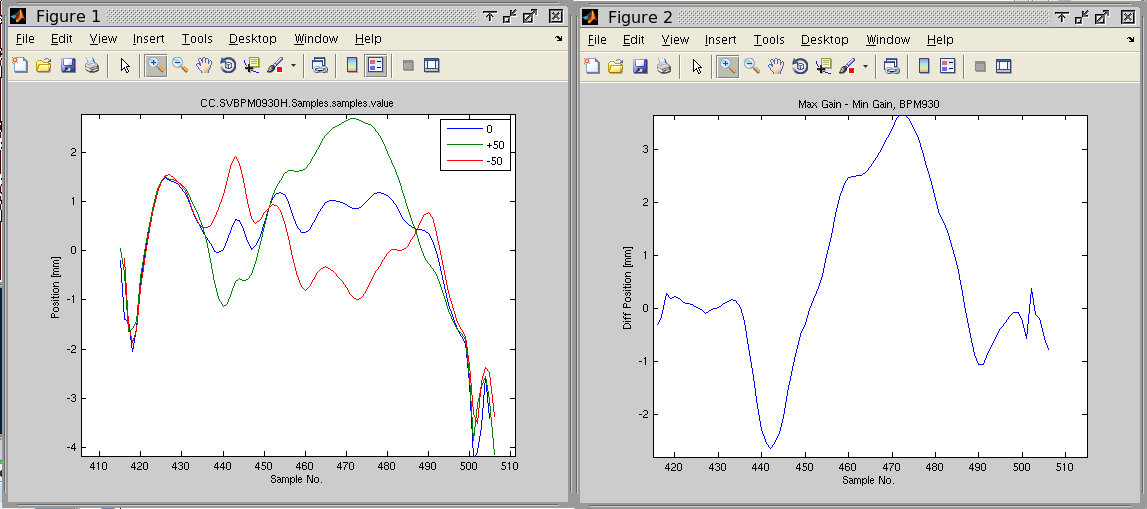 Figure 1
File Edit View Insert Tools Desktop Window Help
CC.SVBPM0930H.Samples.samples.value
0
+50
-50
2
1
0
-1
-2
-3
-4
Position [mm]
410 420 430 440 450 460 470 480 490 500 510
Sample No.
Figure 2
File Edit View Insert Tools Desktop Window Help
Max Gain - Min Gain, BPM930
3
2
1
0
-1
-2
Diff Position [mm]
420 430 440 450 460 470 480 490 500 510
Sample No.